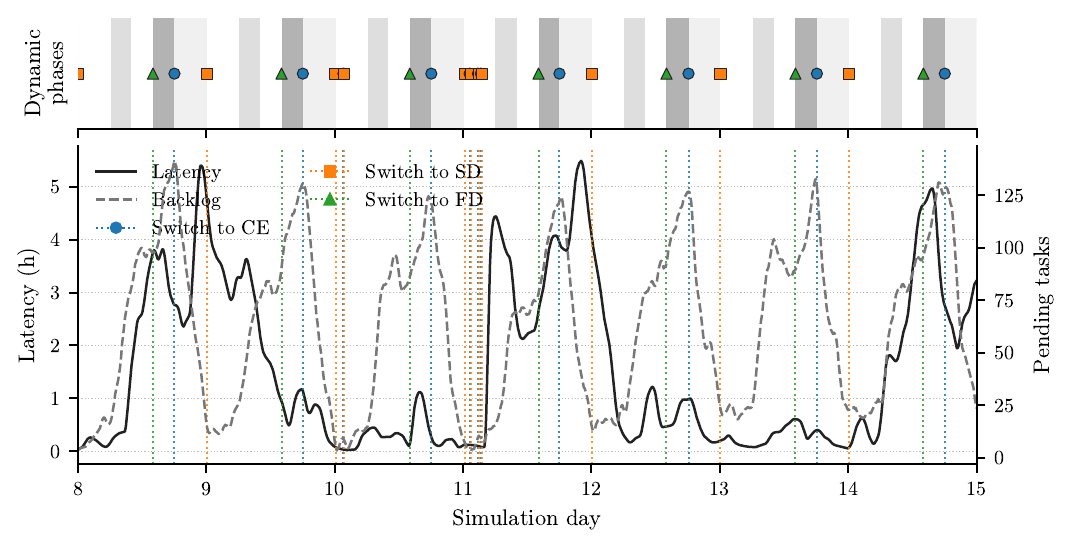 Dynamic
phases
Latency
Backlog
Switch to CE
Switch to SD
Switch to FD
5
4
3
2
1
0
Latency (h)
125
100
75
50
25
0
Pending tasks
8 9 10 11 12 13 14 15
Simulation day